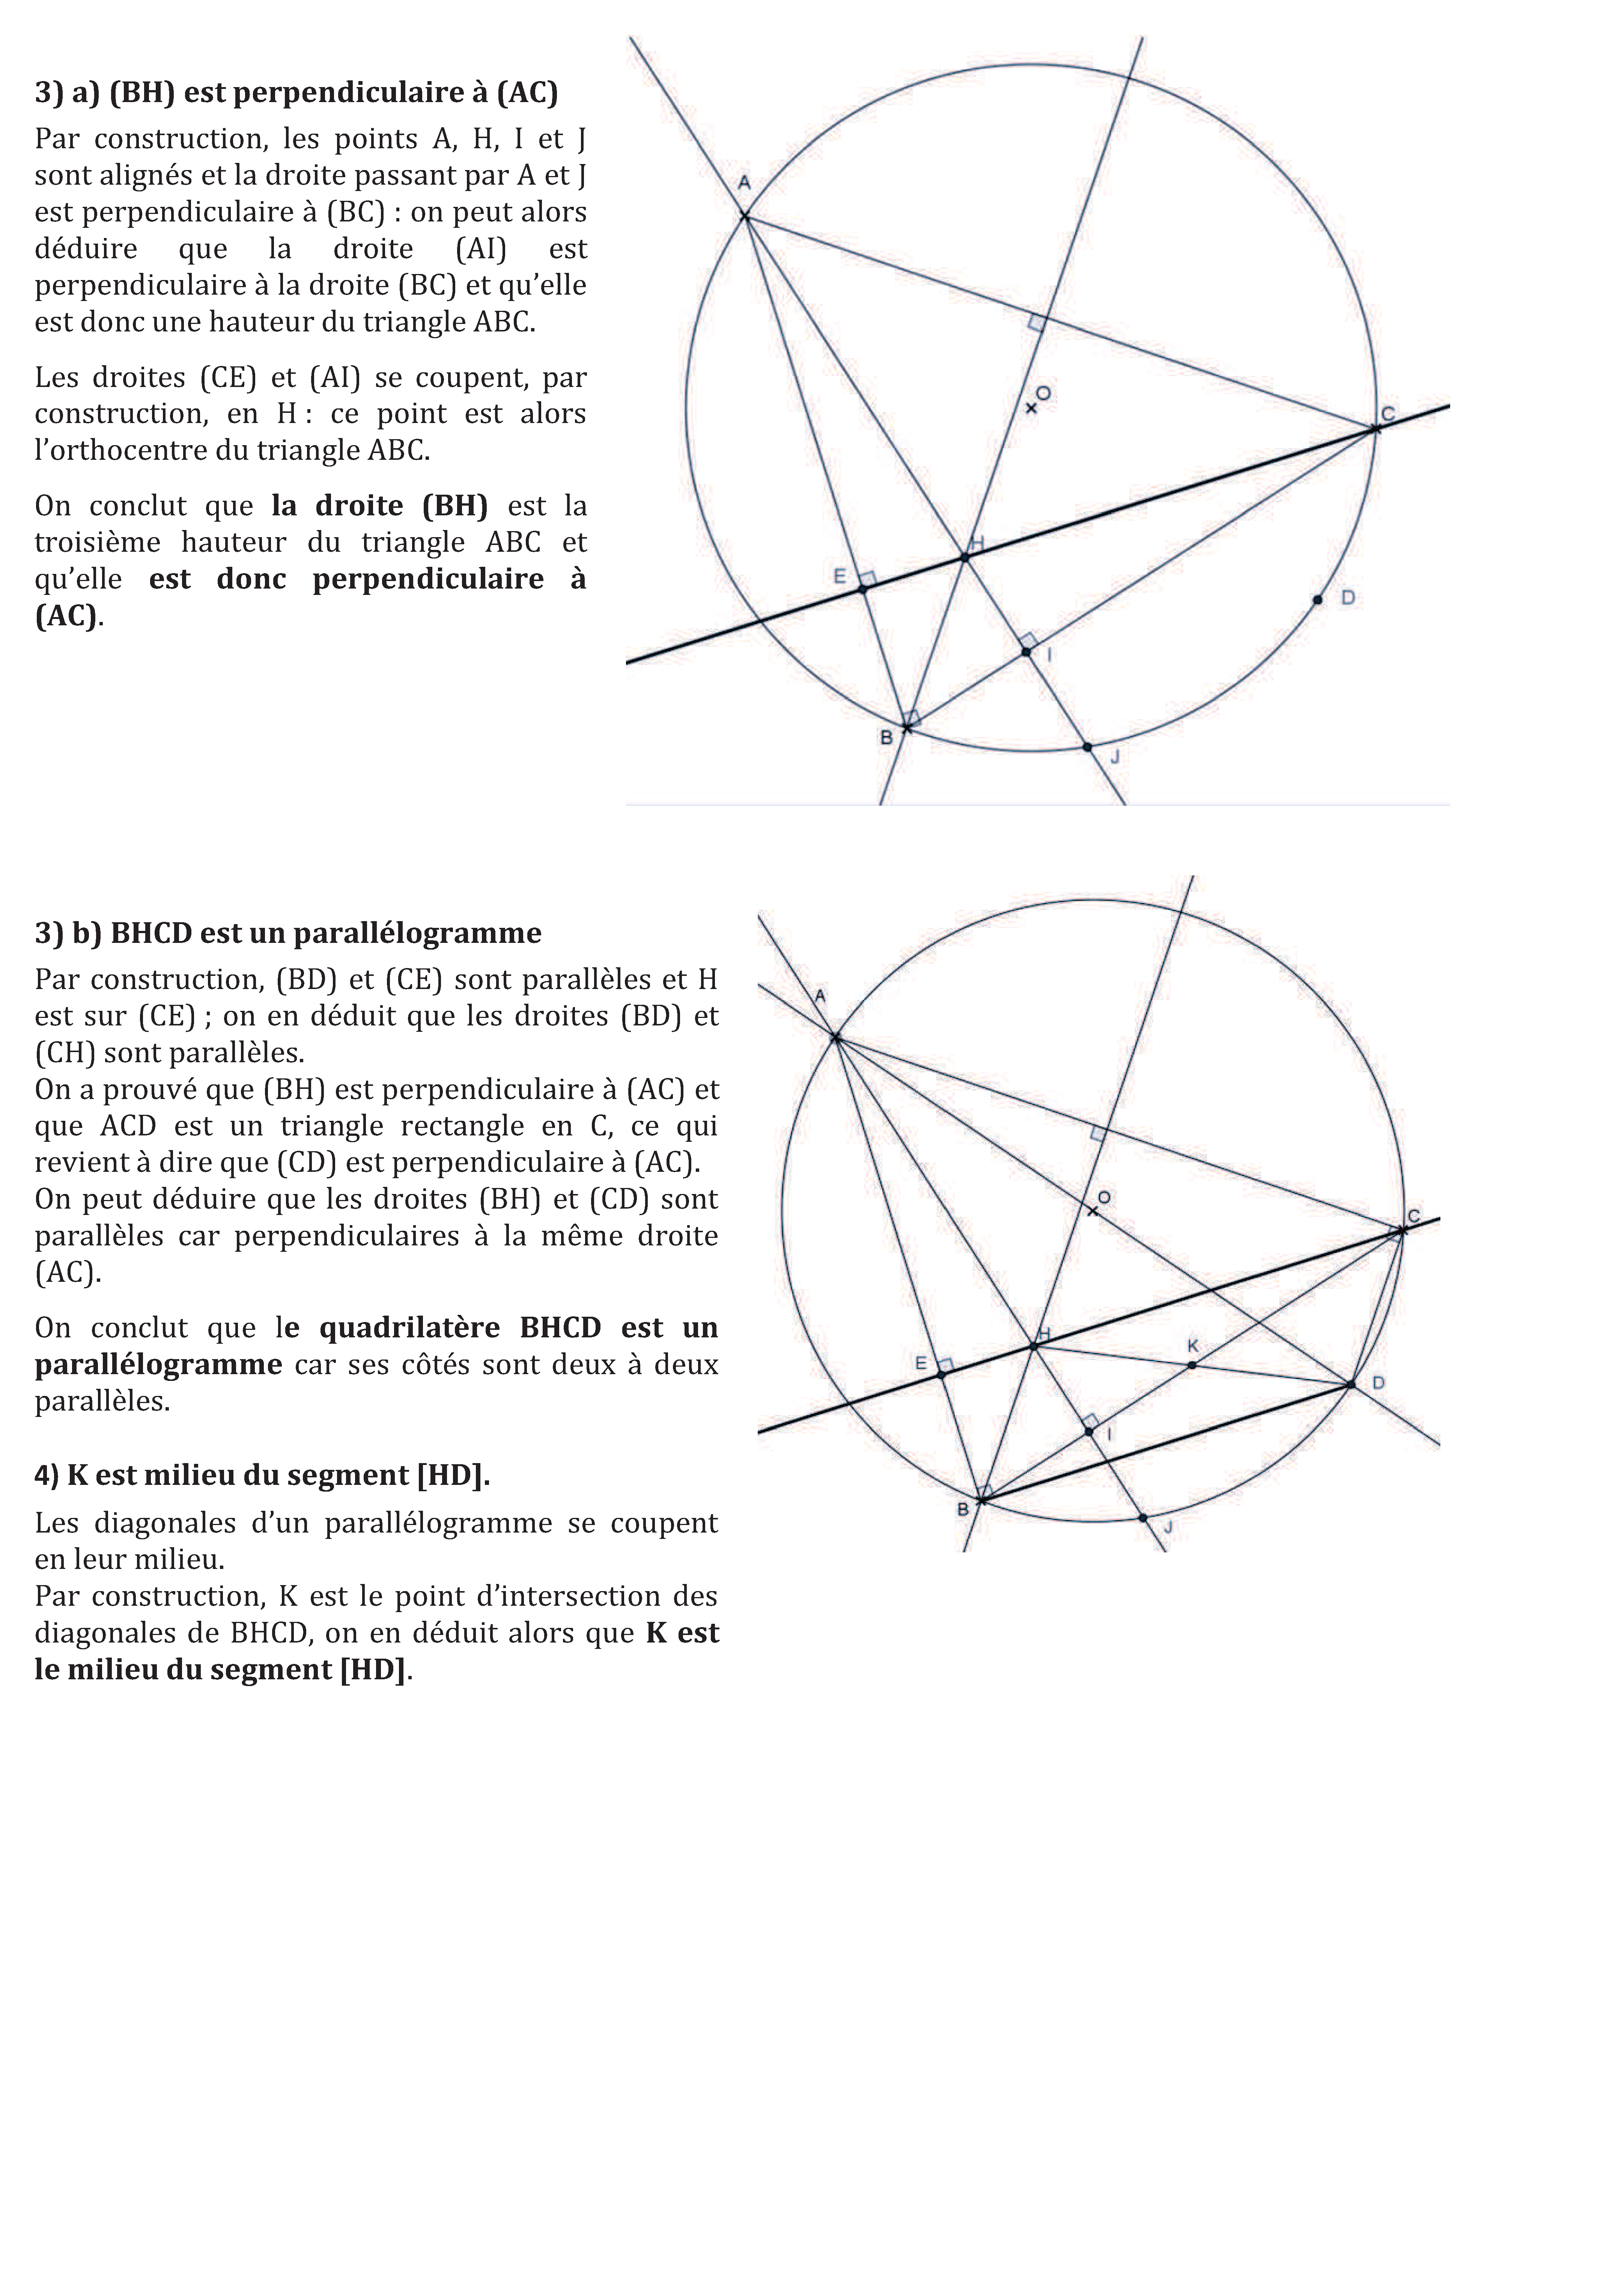 3) a) (BH) est perpendiculaire à (AC)
Par construction, les points A, H, I et J
sont alignés et la droite passant par A et J
est perpendiculaire à (BC) : on peut alors
déduire que la droite (AI) est
perpendiculaire à la droite (BC) et qu’elle
est donc une hauteur du triangle ABC.
Les droites (CE) et (AI) se coupent, par
construction, en H : ce point est alors
l’orthocentre du triangle ABC.
On conclut que la droite (BH) est la
troisième hauteur du triangle ABC et
qu’elle est donc perpendiculaire à
(AC).
A
O
C
H
E
D
I
B
J
3) b) BHCD est un parallélogramme
Par construction, (BD) et (CE) sont parallèles et H
est sur (CE) ; on en déduit que les droites (BD) et
(CH) sont parallèles.
On a prouvé que (BH) est perpendiculaire à (AC) et
que ACD est un triangle rectangle en C, ce qui
revient à dire que (CD) est perpendiculaire à (AC).
On peut déduire que les droites (BH) et (CD) sont
parallèles car perpendiculaires à la même droite
(AC).
On conclut que le quadrilatère BHCD est un
parallélogramme car ses côtés sont deux à deux
parallèles.
4) K est milieu du segment [HD].
Les diagonales d’un parallélogramme se coupent
en leur milieu.
Par construction, K est le point d’intersection des
diagonales de BHCD, on en déduit alors que K est
le milieu du segment [HD].
A
O
C
H
K
E
D
I
B
J